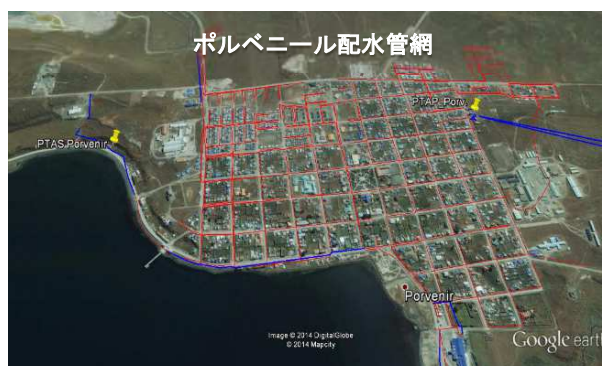 ポルベニール配水管網
PTAP Porv
PTAS Porvenir
Porvenir
Image © 2014 DigitalGlobe
© 2014 Mapcity
Google earth